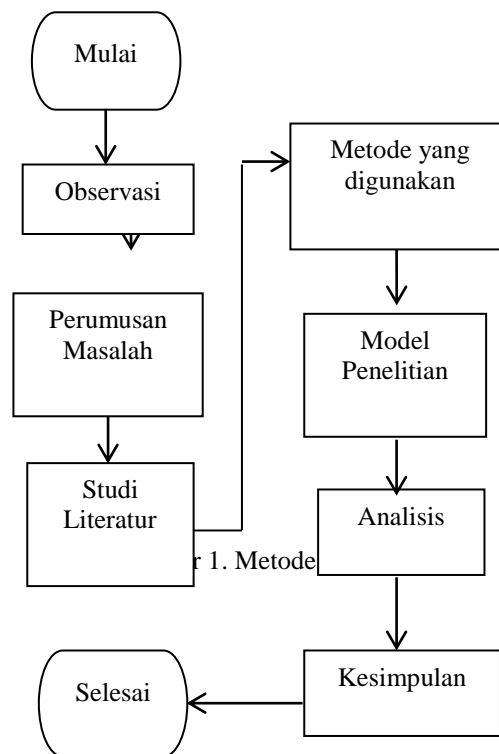 Mulai
Observasi
Perumusan
Masalah
Studi
Literatur
Metode yang
digunakan
Model
Penelitian
Analisis
Kesimpulan
Selesai
r 1. Metode